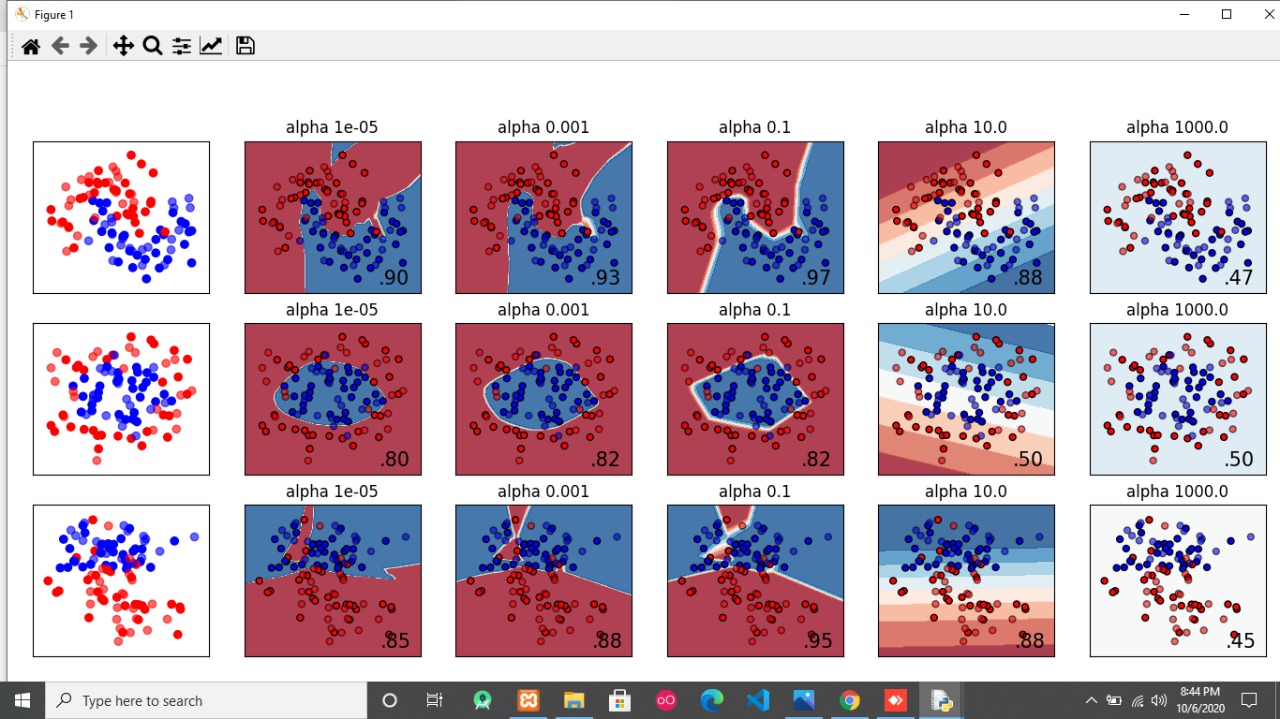 Figure 1
alpha 1e-05 alpha 0.001 alpha 0.1 alpha 10.0 alpha 1000.0
.90 .93 .97 .88 .47
alpha 1e-05 alpha 0.001 alpha 0.1 alpha 10.0 alpha 1000.0
.80 .82 .82 .50 .50
alpha 1e-05 alpha 0.001 alpha 0.1 alpha 10.0 alpha 1000.0
.85 .88 .95 .88 .45
Type here to search
8:44 PM
10/6/2020